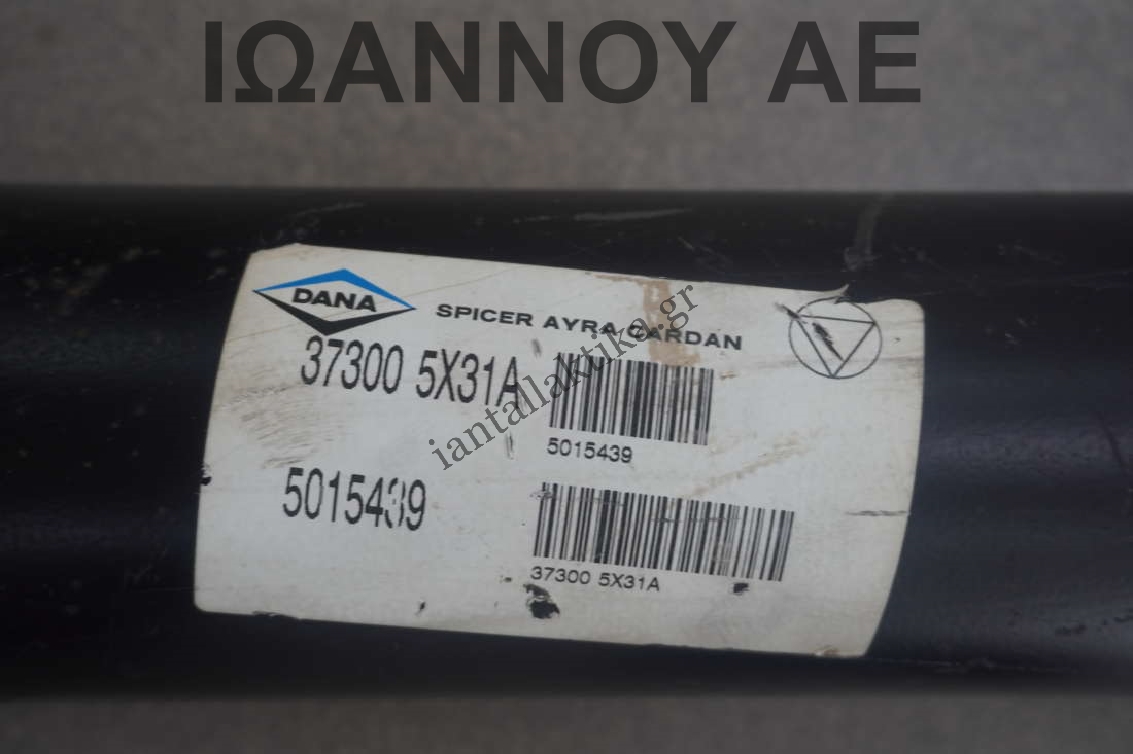 ΙΩΑΝΝΟΥ ΑΕ
DANA
SPICER AYRA CARDAN
37300 5X31A
5015439
5015439
37300 5X31A
iantallaktika.gr